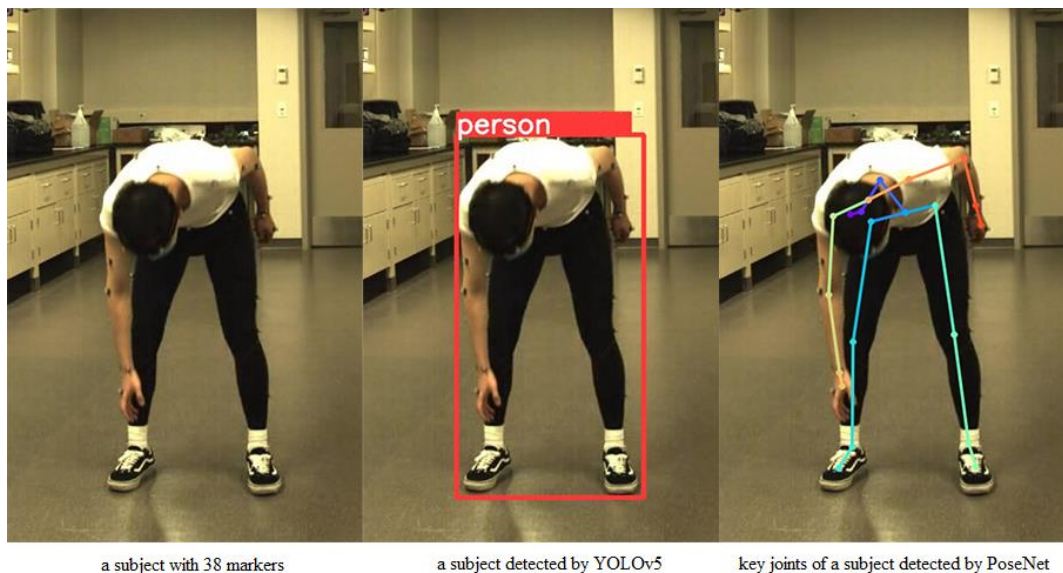 person
a subject with 38 markers
a subject detected by YOLOv5
key joints of a subject detected by PoseNet